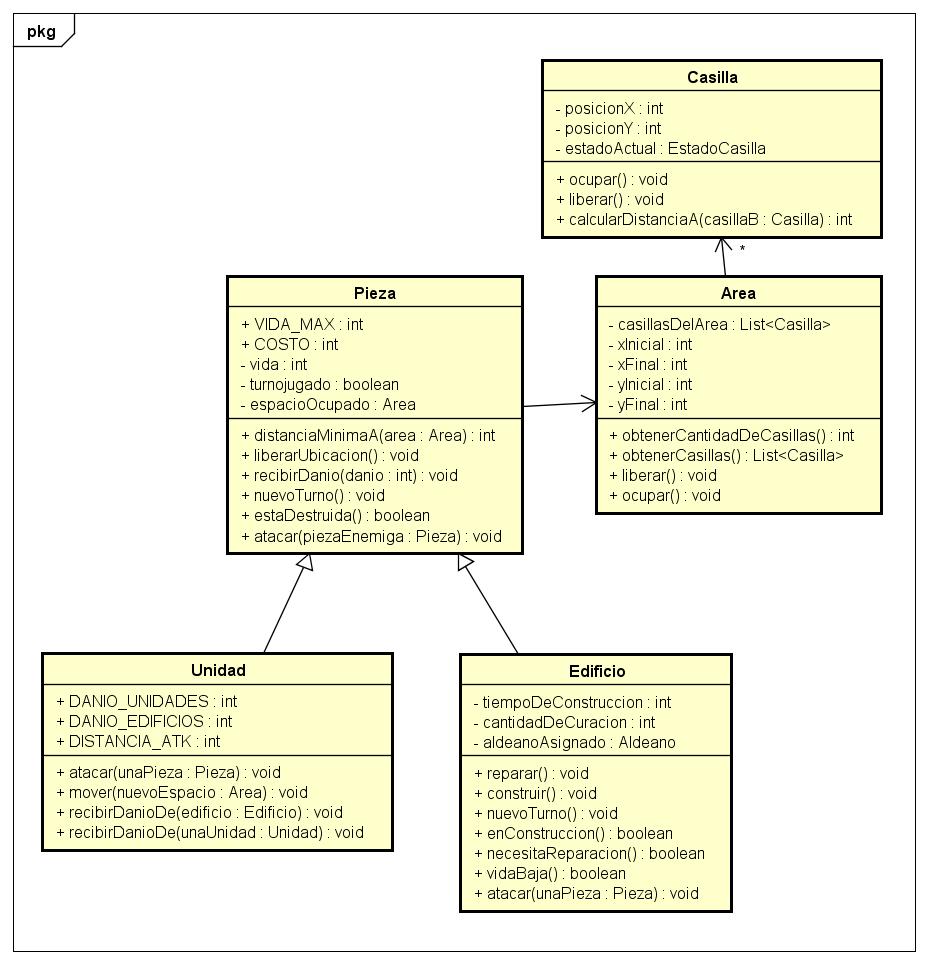 pkg
Casilla
- posicionX : int
- posicionY : int
- estadoActual : EstadoCasilla
+ ocupar() : void
+ liberar() : void
+ calcularDistanciaA(casillaB : Casilla) : int
*
Pieza
+ VIDA_MAX : int
+ COSTO : int
- vida : int
- turnojugado : boolean
- espacioOcupado : Area
+ distanciaMinimaA(area : Area) : int
+ liberarUbicacion() : void
+ recibirDanio(danio : int) : void
+ nuevoTurno() : void
+ estaDestruida() : boolean
+ atacar(piezaEnemiga : Pieza) : void
Area
- casillasDelArea : List<Casilla>
- xInicial : int
- xFinal : int
- yInicial : int
- yFinal : int
+ obtenerCantidadDeCasillas() : int
+ obtenerCasillas() : List<Casilla>
+ liberar() : void
+ ocupar() : void
Unidad
+ DANIO_UNIDADES : int
+ DANIO_EDIFICIOS : int
+ DISTANCIA_ATK : int
+ atacar(unaPieza : Pieza) : void
+ mover(nuevoEspacio : Area) : void
+ recibirDanioDe(edificio : Edificio) : void
+ recibirDanioDe(unaUnidad : Unidad) : void
Edificio
- tiempoDeConstruccion : int
- cantidadDeCuracion : int
- aldeanoAsignado : Aldeano
+ reparar() : void
+ construir() : void
+ nuevoTurno() : void
+ enConstruccion() : boolean
+ necesitaReparacion() : boolean
+ vidaBaja() : boolean
+ atacar(unaPieza : Pieza) : void